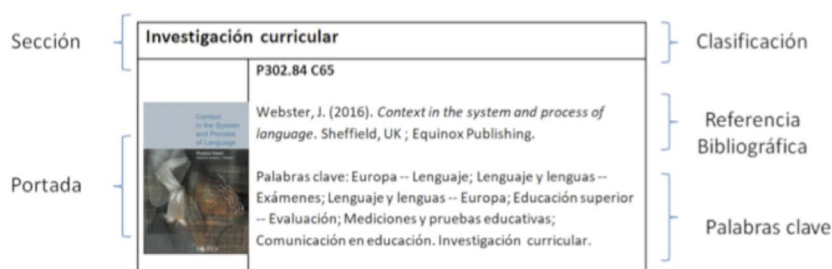 Sección
Investigación curricular
Clasificación
P302.84 C65
Webster, J. (2016). Context in the system and process of
language. Sheffield, UK ; Equinox Publishing.
Referencia
Bibliográfica
Portada
Context
in the System
and Process
of Language
Palabras clave: Europa -- Lenguaje; Lenguaje y lenguas --
Exámenes; Lenguaje y lenguas -- Europa; Educación superior
-- Evaluación; Mediciones y pruebas educativas;
Comunicación en educación. Investigación curricular.
Palabras clave